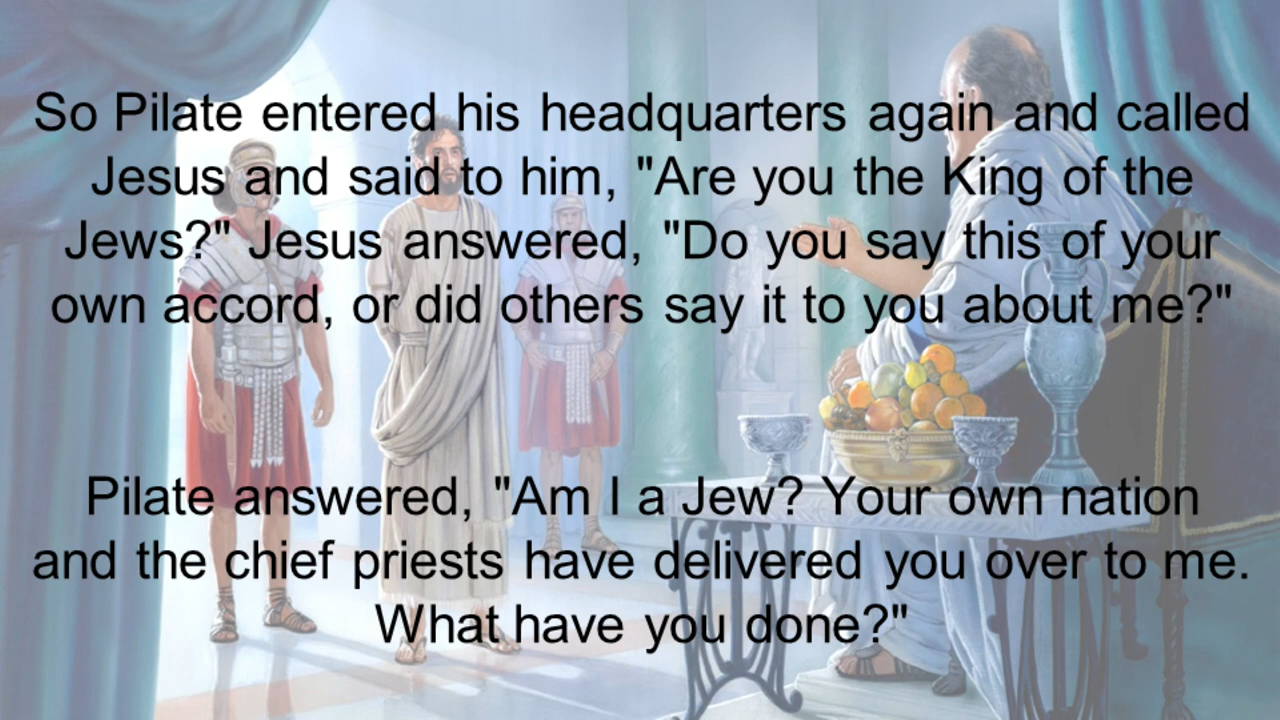 So Pilate entered his headquarters again and called
Jesus and said to him, "Are you the King of the
Jews?" Jesus answered, "Do you say this of your
own accord, or did others say it to you about me?"
Pilate answered, "Am I a Jew? Your own nation
and the chief priests have delivered you over to me.
What have you done?"